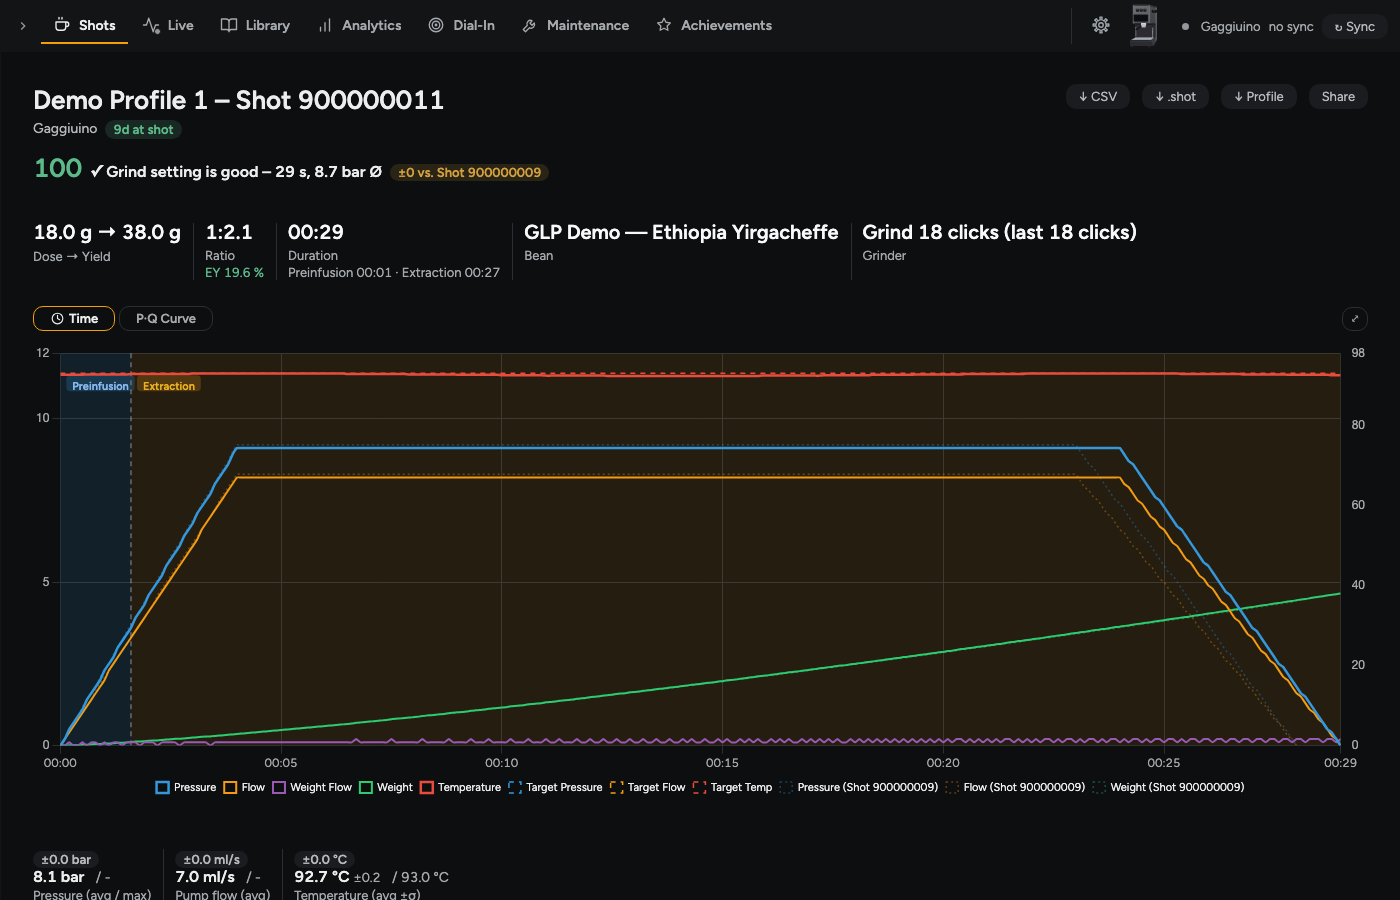 Shots
Live
Library
Analytics
Dial-In
Maintenance
Achievements
Gaggiuino no sync
↻ Sync
Demo Profile 1 – Shot 900000011
↓ CSV
↓ .shot
↓ Profile
Share
Gaggiuino 9d at shot
100 ✓ Grind setting is good – 29 s, 8.7 bar Ø ±0 vs. Shot 900000009
18.0 g → 38.0 g
Dose → Yield
1:2.1
Ratio
EY 19.6 %
00:29
Duration
Preinfusion 00:01 · Extraction 00:27
GLP Demo — Ethiopia Yirgacheffe
Bean
Grind 18 clicks (last 18 clicks)
Grinder
Time
P·Q Curve
12
10
5
0
98
80
60
40
20
0
Preinfusion
Extraction
00:00 00:05 00:10 00:15 00:20 00:25 00:29
Pressure Flow Weight Flow Weight Temperature Target Pressure Target Flow Target Temp Pressure (Shot 900000009) Flow (Shot 900000009) Weight (Shot 900000009)
±0.0 bar
8.1 bar / -
Pressure (avg / max)
±0.0 ml/s
7.0 ml/s / -
Pump flow (avg)
±0.0 °C
92.7 °C ±0.2 / 93.0 °C
Temperature (avg ±σ)